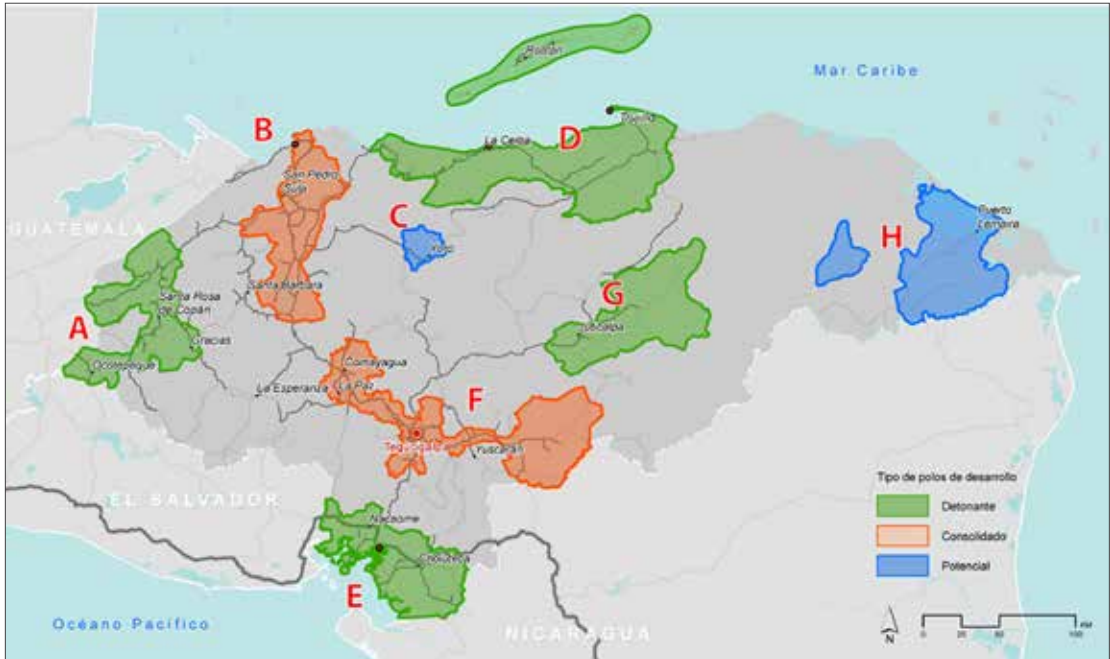 Roatán
Mar Caribe
B
D
Trujillo
La Ceiba
San Pedro
Sula
GUATEMALA
C
Yoro
H
Puerto
Lempira
Santa Bárbara
Santa Rosa
de Copán
G
Juticalpa
A
Gracias
Ocotepeque
Comayagua
La Esperanza
La Paz
F
Tegucigalpa
Yuscarán
EL SALVADOR
Nacaome
Choluteca
E
Océano Pacífico
NICARAGUA
Tipo de polos de desarrollo
Detonante
Consolidado
Potencial
N
0 25 50 100
KM